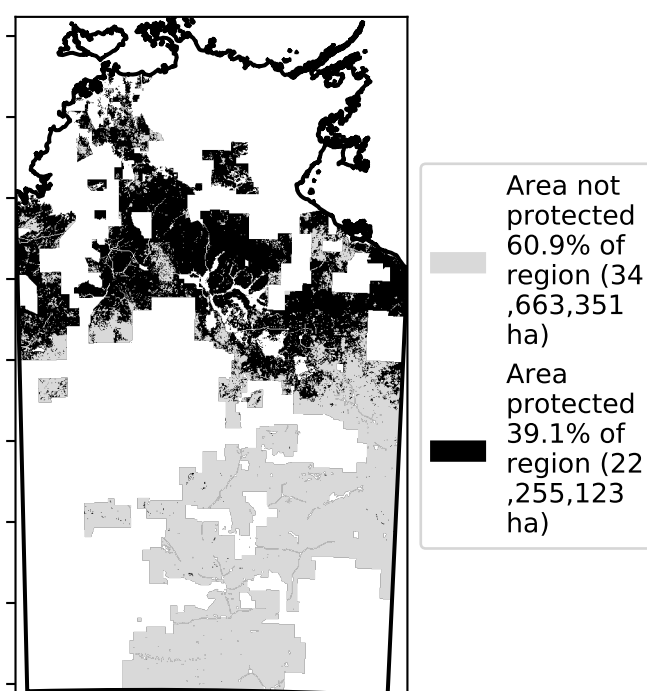 Area not
protected
60.9% of
region (34
,663,351
ha)
Area
protected
39.1% of
region (22
,255,123
ha)